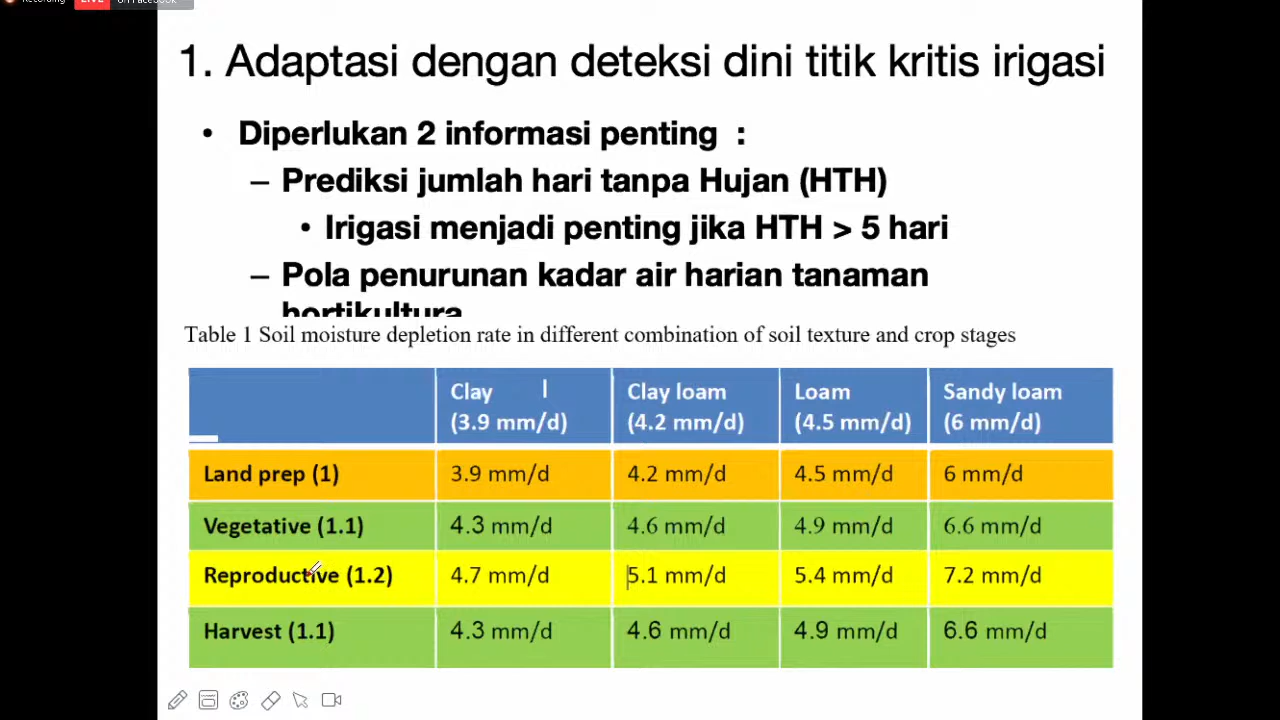 Recording LIVE on Facebook
1. Adaptasi dengan deteksi dini titik kritis irigasi
• Diperlukan 2 informasi penting :
– Prediksi jumlah hari tanpa Hujan (HTH)
• Irigasi menjadi penting jika HTH > 5 hari
– Pola penurunan kadar air harian tanaman
hortikultura
Table 1 Soil moisture depletion rate in different combination of soil texture and crop stages
Clay Clay loam Loam Sandy loam
(3.9 mm/d) (4.2 mm/d) (4.5 mm/d) (6 mm/d)
Land prep (1) 3.9 mm/d 4.2 mm/d 4.5 mm/d 6 mm/d
Vegetative (1.1) 4.3 mm/d 4.6 mm/d 4.9 mm/d 6.6 mm/d
Reproductive (1.2) 4.7 mm/d 5.1 mm/d 5.4 mm/d 7.2 mm/d
Harvest (1.1) 4.3 mm/d 4.6 mm/d 4.9 mm/d 6.6 mm/d